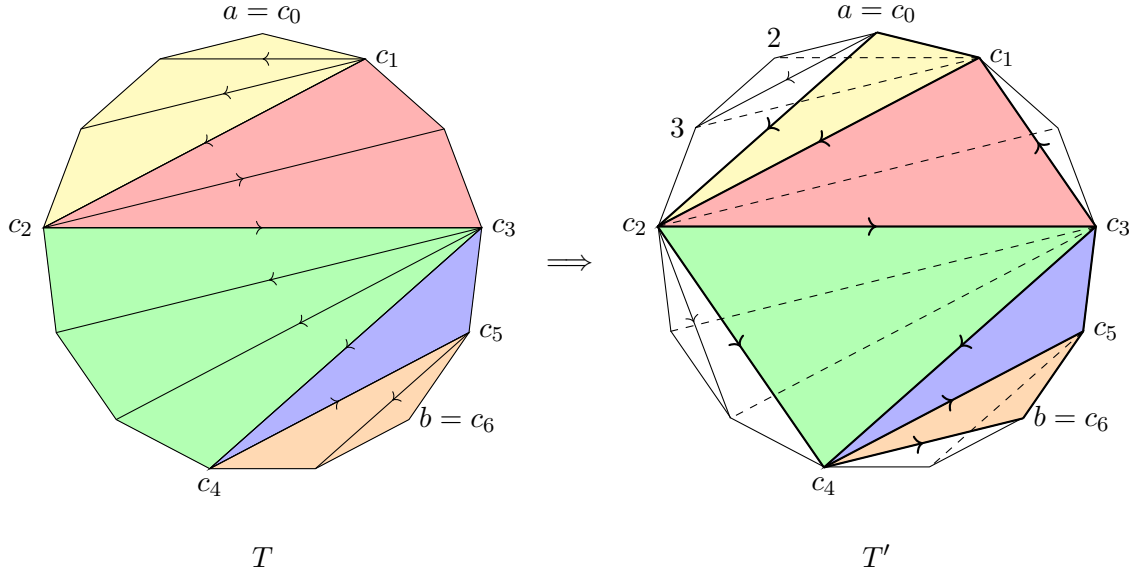 a = c₀
c₁
c₂
c₃
c₅
b = c₆
c₄
T
⟹
a = c₀
2
c₁
3
c₂
c₃
c₅
b = c₆
c₄
T′